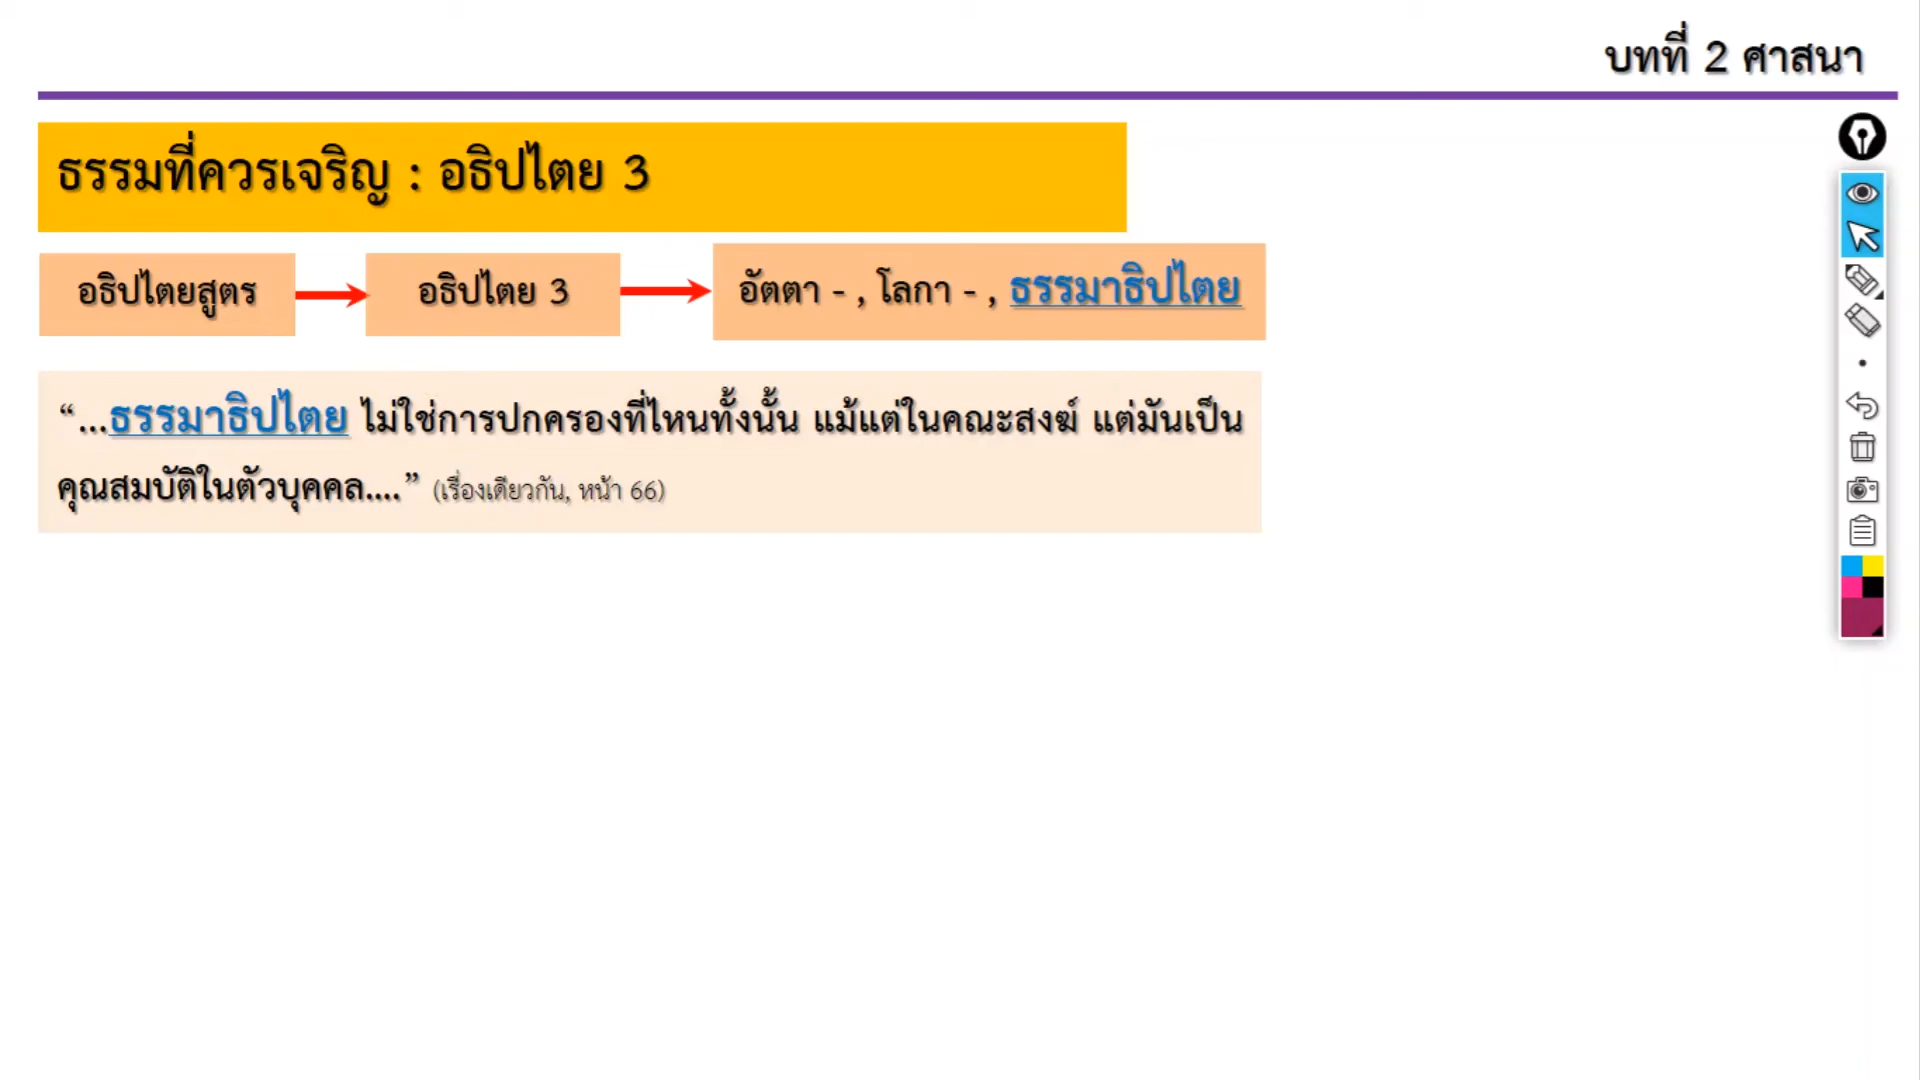 บทที่ 2 ศาสนา
ธรรมที่ควรเจริญ : อธิปไตย 3
อธิปไตยสูตร
อธิปไตย 3
อัตตา - , โลกา - , ธรรมาธิปไตย
“...ธรรมาธิปไตย ไม่ใช่การปกครองที่ไหนทั้งนั้น แม้แต่ในคณะสงฆ์ แต่มันเป็น
คุณสมบัติในตัวบุคคล....” (เรื่องเดียวกัน, หน้า 66)